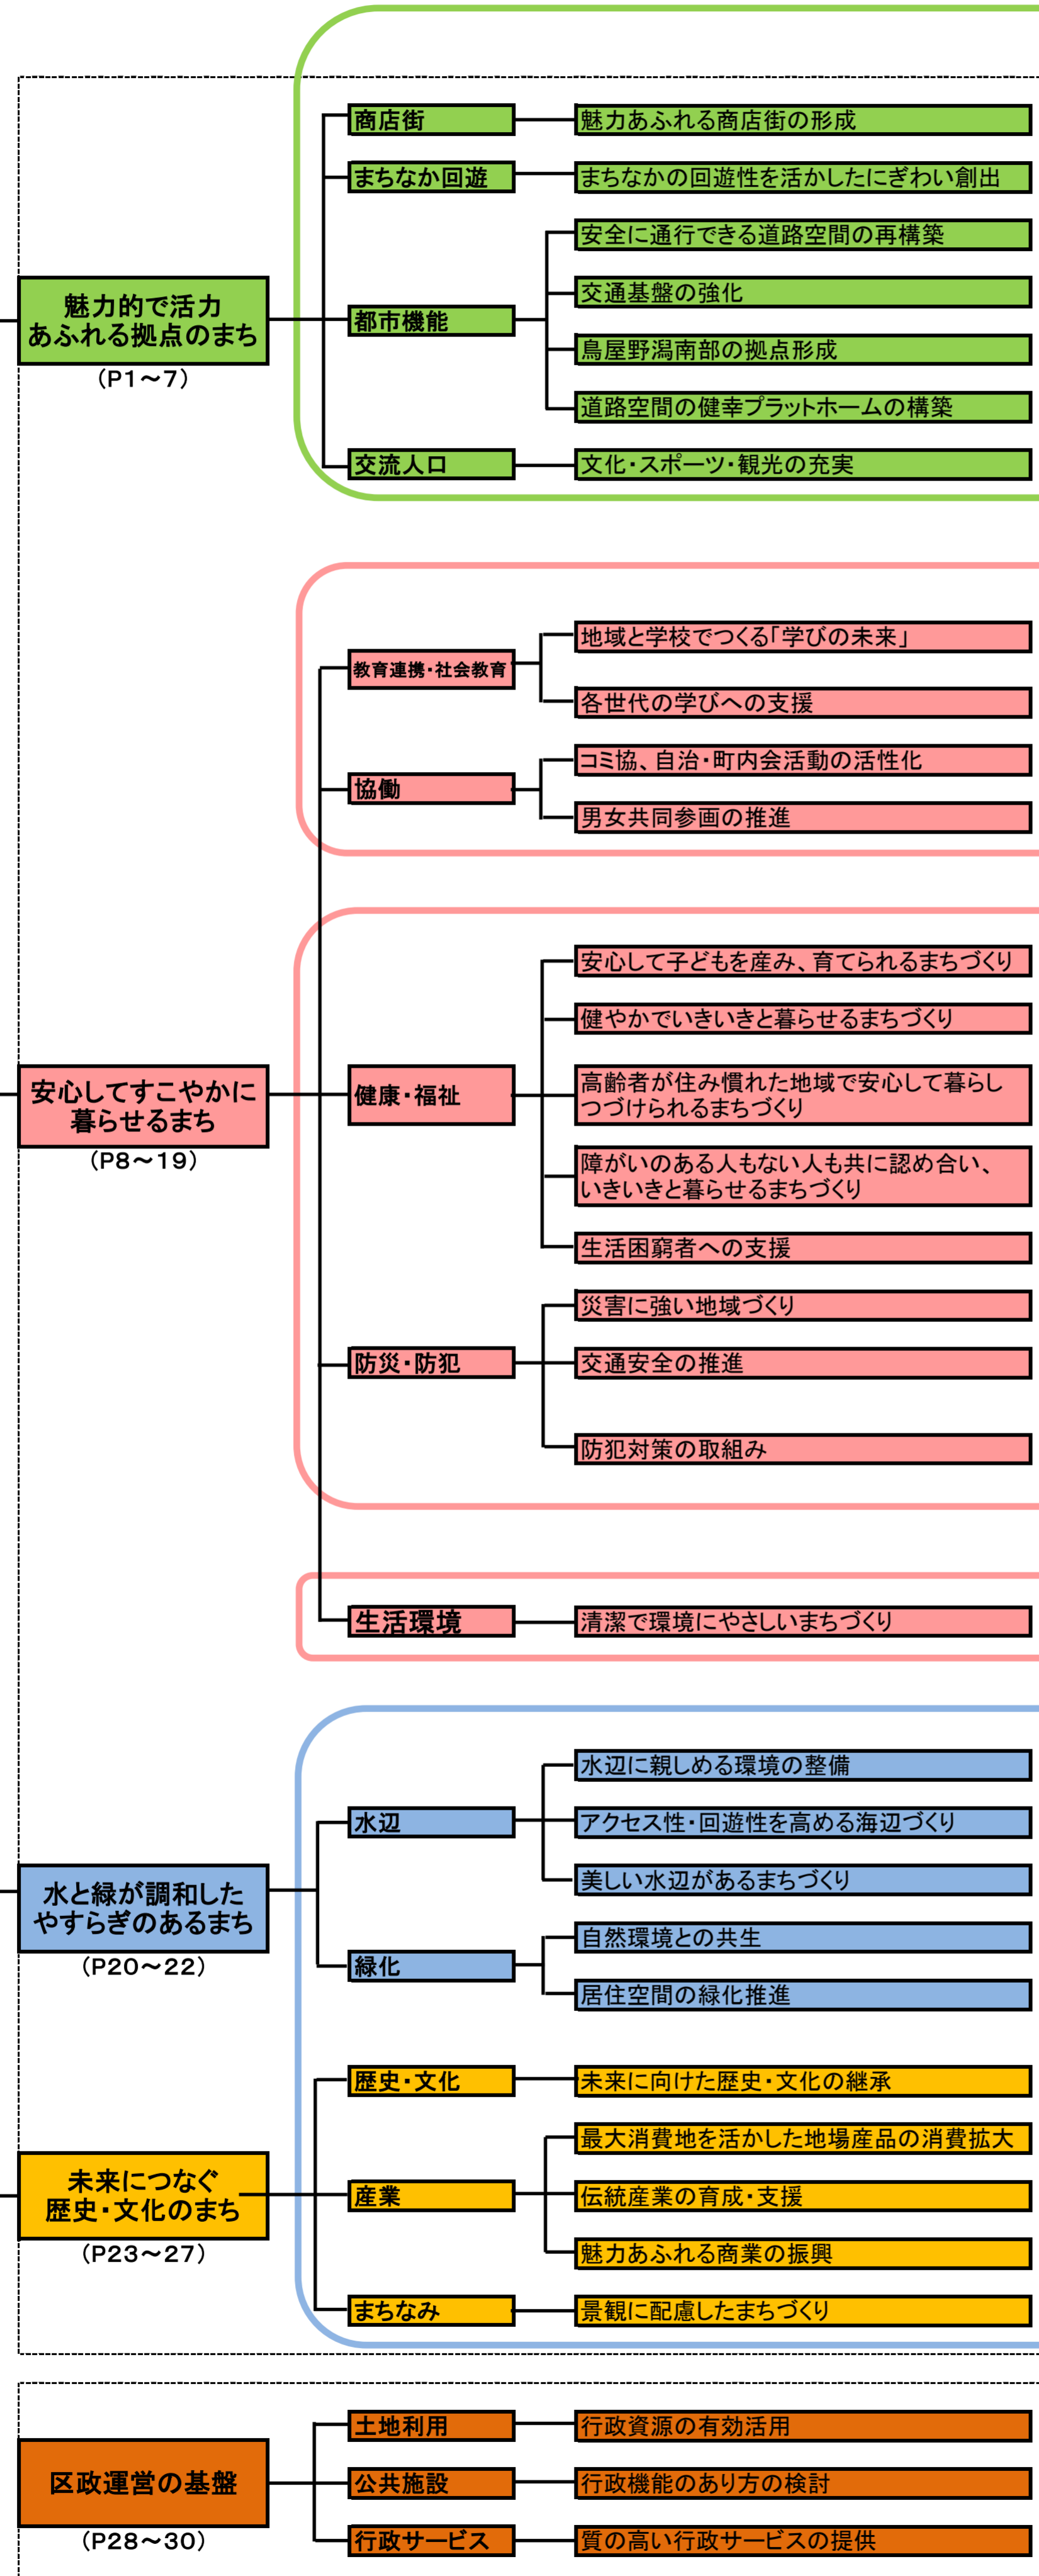 魅力的で活力
あふれる拠点のまち
（P1～7）
商店街
魅力あふれる商店街の形成
まちなか回遊
まちなかの回遊性を活かしたにぎわい創出
都市機能
安全に通行できる道路空間の再構築
交通基盤の強化
鳥屋野潟南部の拠点形成
道路空間の健幸プラットホームの構築
交流人口
文化・スポーツ・観光の充実
安心してすこやかに
暮らせるまち
（P8～19）
教育連携・社会教育
地域と学校でつくる「学びの未来」
各世代の学びへの支援
協働
コミ協、自治・町内会活動の活性化
男女共同参画の推進
健康・福祉
安心して子どもを産み、育てられるまちづくり
健やかでいきいきと暮らせるまちづくり
高齢者が住み慣れた地域で安心して暮らし
つづけられるまちづくり
障がいのある人もない人も共に認め合い、
いきいきと暮らせるまちづくり
生活困窮者への支援
防災・防犯
災害に強い地域づくり
交通安全の推進
防犯対策の取組み
生活環境
清潔で環境にやさしいまちづくり
水と緑が調和した
やすらぎのあるまち
（P20～22）
水辺
水辺に親しめる環境の整備
アクセス性・回遊性を高める海辺づくり
美しい水辺があるまちづくり
緑化
自然環境との共生
居住空間の緑化推進
未来につなぐ
歴史・文化のまち
（P23～27）
歴史・文化
未来に向けた歴史・文化の継承
産業
最大消費地を活かした地場産品の消費拡大
伝統産業の育成・支援
魅力あふれる商業の振興
まちなみ
景観に配慮したまちづくり
区政運営の基盤
（P28～30）
土地利用
行政資源の有効活用
公共施設
行政機能のあり方の検討
行政サービス
質の高い行政サービスの提供